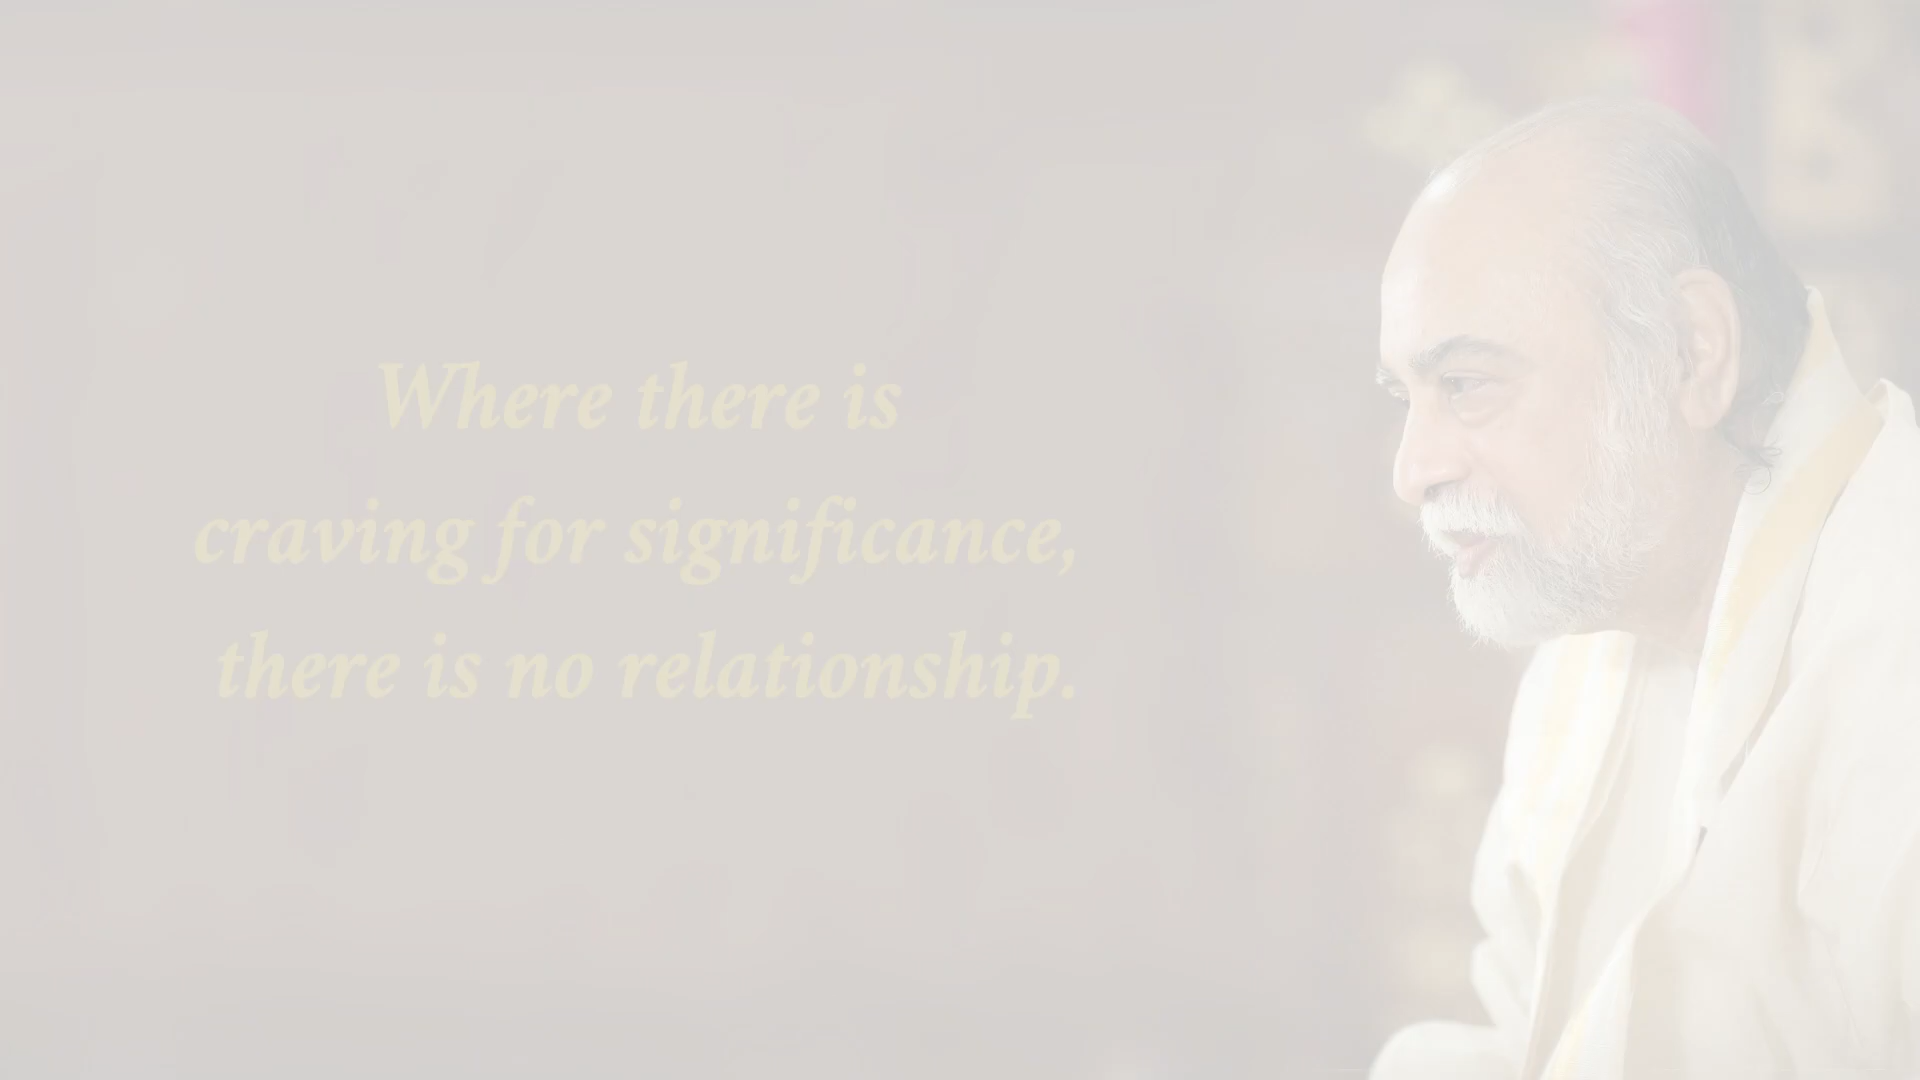 Where there is
craving for significance,
there is no relationship.